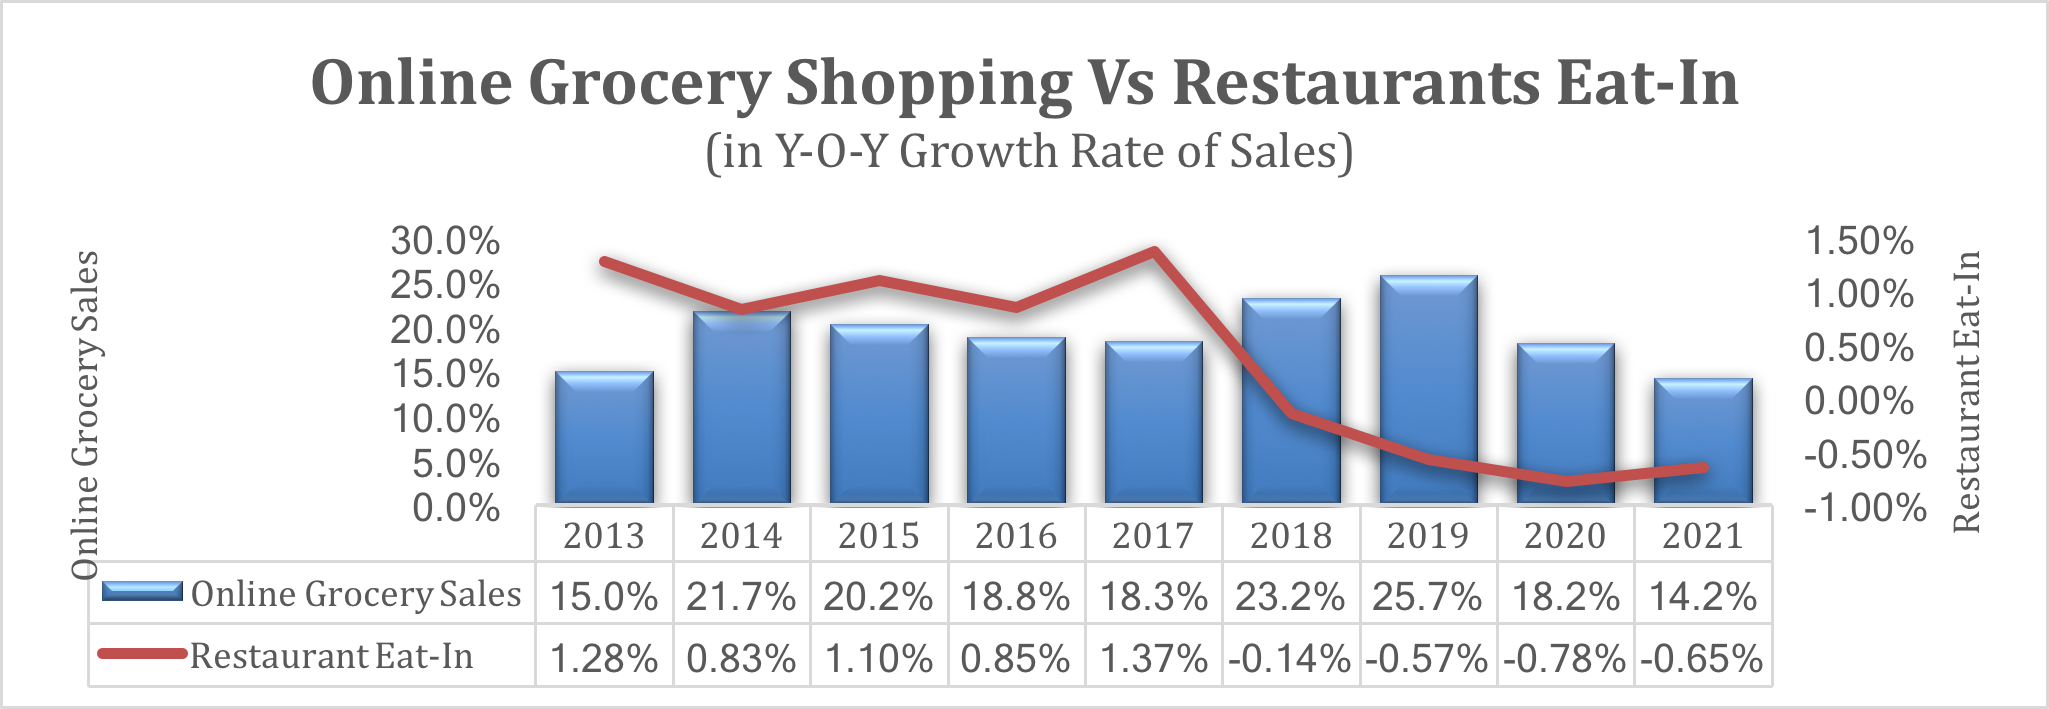 Online Grocery Shopping Vs Restaurants Eat-In
(in Y-O-Y Growth Rate of Sales)
Online Grocery Sales
30.0%
25.0%
20.0%
15.0%
10.0%
5.0%
0.0%
1.50%
1.00%
0.50%
0.00%
-0.50%
-1.00%
Restaurant Eat-In
2013 2014 2015 2016 2017 2018 2019 2020 2021
Online Grocery Sales 15.0% 21.7% 20.2% 18.8% 18.3% 23.2% 25.7% 18.2% 14.2%
Restaurant Eat-In 1.28% 0.83% 1.10% 0.85% 1.37% -0.14% -0.57% -0.78% -0.65%